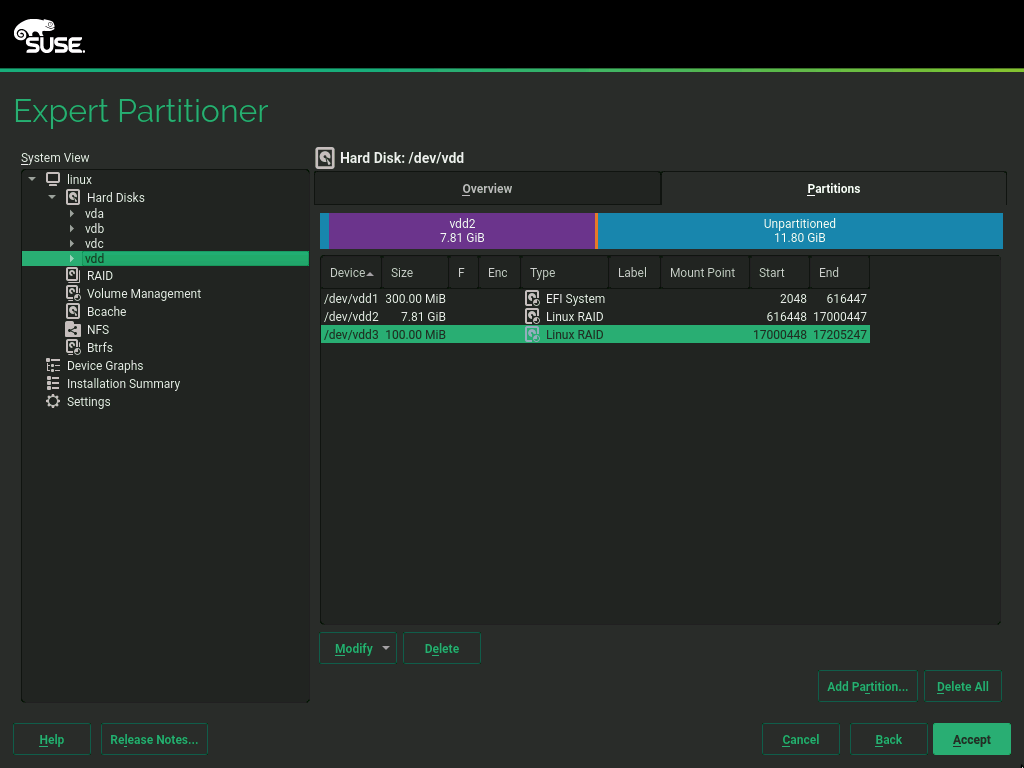 SUSE.
Expert Partitioner
System View
linux
Hard Disks
vda
vdb
vdc
vdd
RAID
Volume Management
Bcache
NFS
Btrfs
Device Graphs
Installation Summary
Settings
Hard Disk: /dev/vdd
Overview Partitions
vdd2 Unpartitioned
7.81 GiB 11.80 GiB
Device Size F Enc Type Label Mount Point Start End
/dev/vdd1 300.00 MiB EFI System 2048 616447
/dev/vdd2 7.81 GiB Linux RAID 616448 17000447
/dev/vdd3 100.00 MiB Linux RAID 17000448 17205247
Modify Delete
Add Partition... Delete All
Help Release Notes... Cancel Back Accept